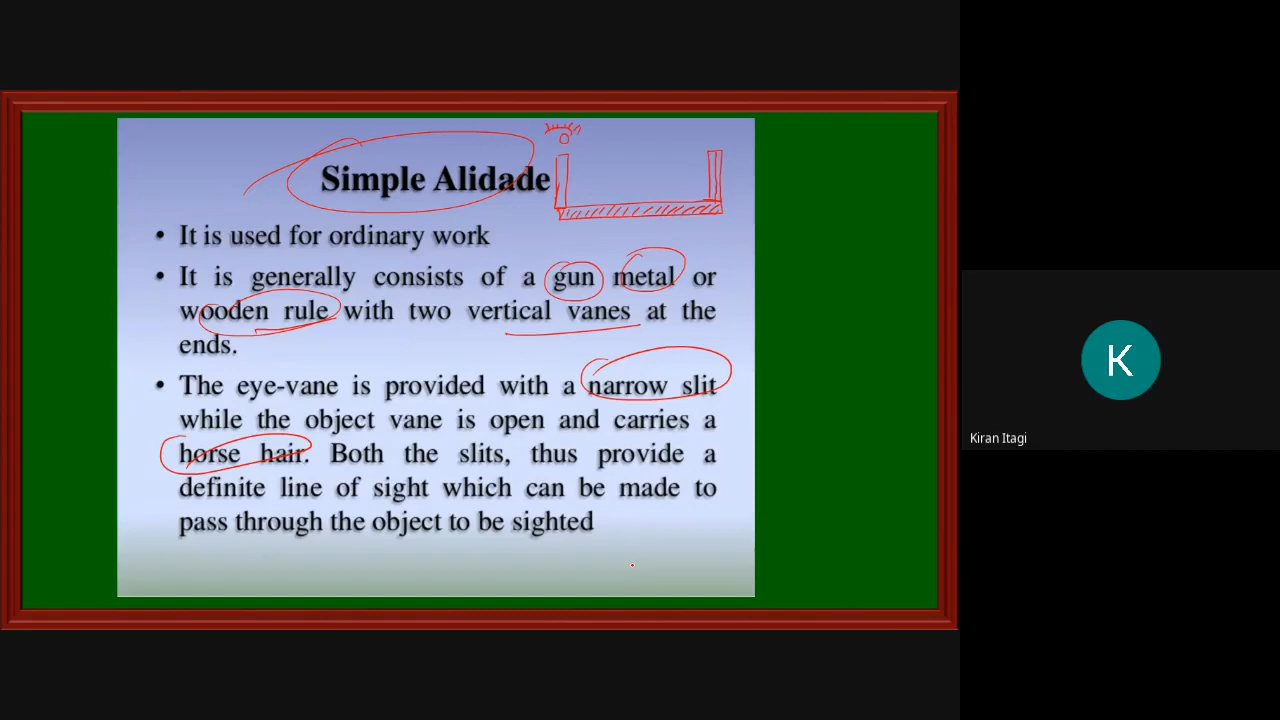 Simple Alidade
• It is used for ordinary work
• It is generally consists of a gun metal or
wooden rule with two vertical vanes at the
ends.
• The eye-vane is provided with a narrow slit
while the object vane is open and carries a
horse hair. Both the slits, thus provide a
definite line of sight which can be made to
pass through the object to be sighted
K
Kiran Itagi